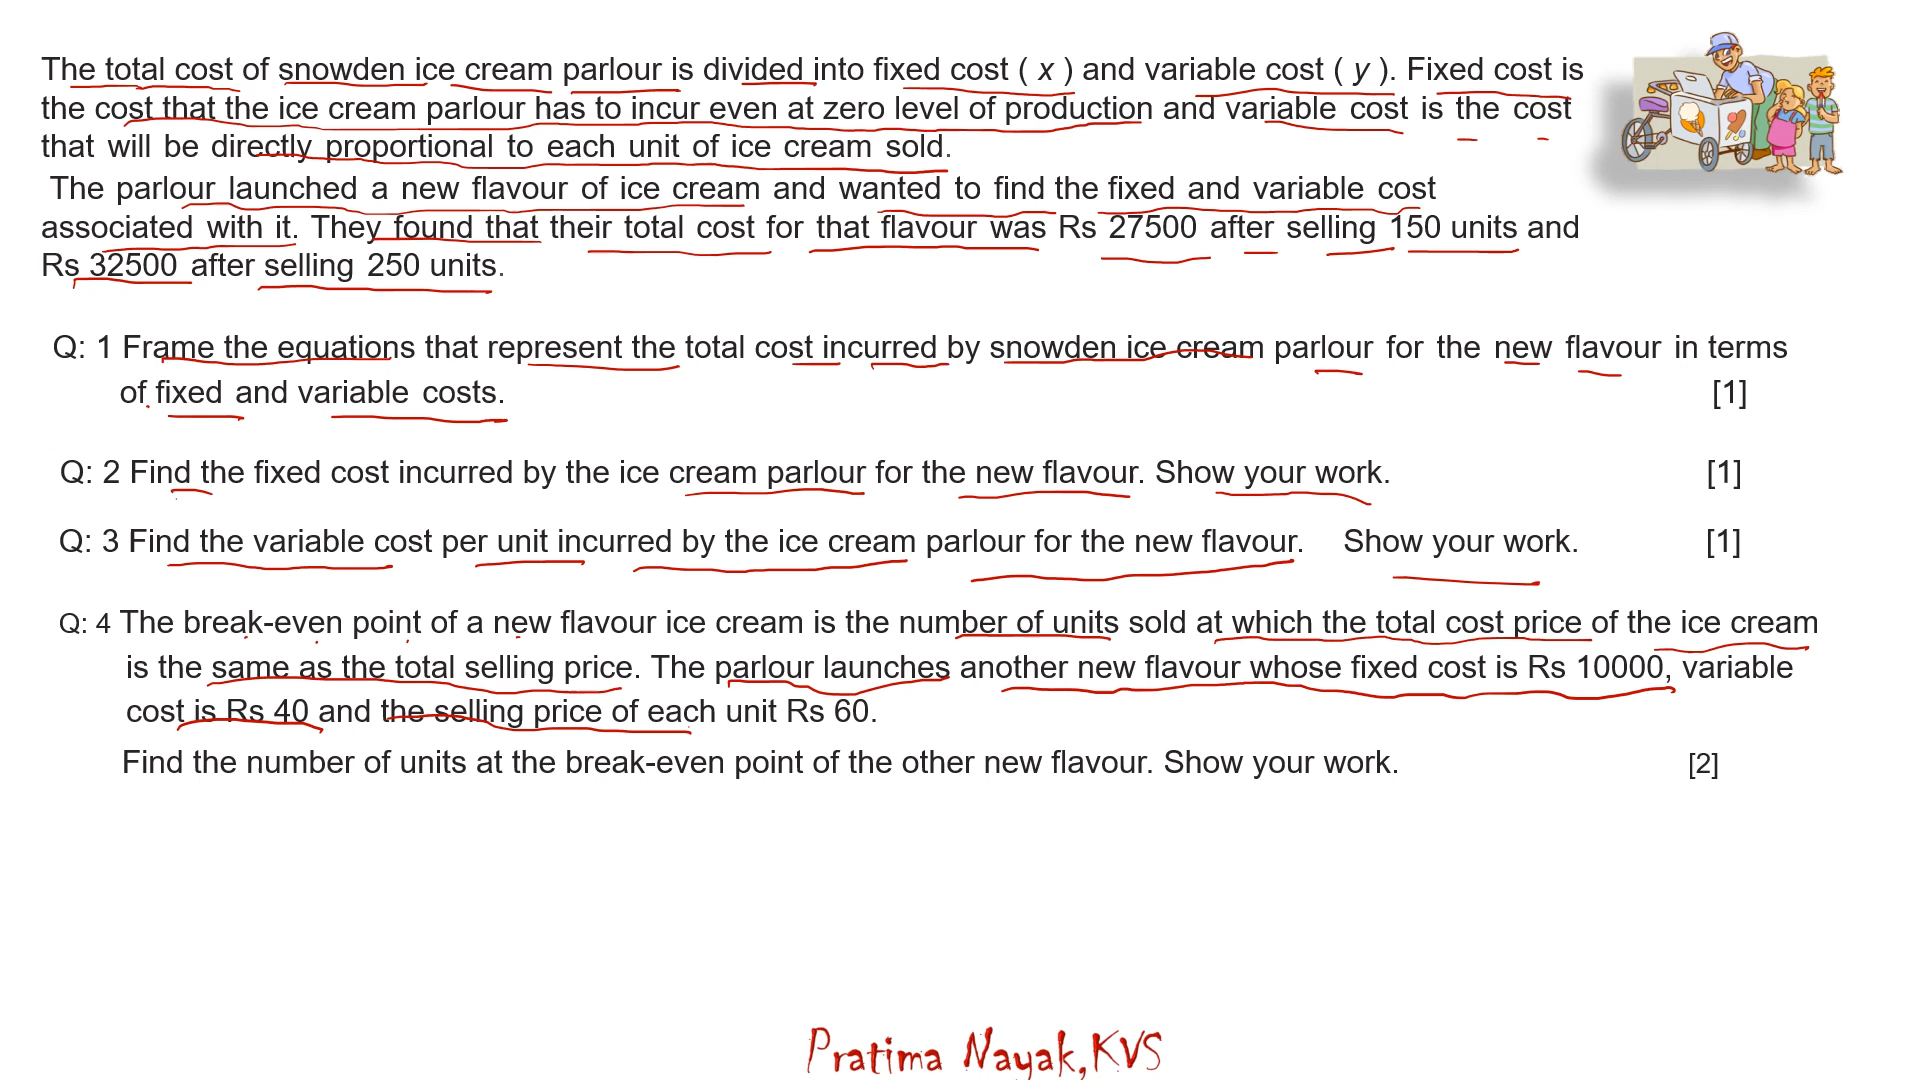 The total cost of snowden ice cream parlour is divided into fixed cost ( x ) and variable cost ( y ). Fixed cost is
the cost that the ice cream parlour has to incur even at zero level of production and variable cost is the cost
that will be directly proportional to each unit of ice cream sold.
The parlour launched a new flavour of ice cream and wanted to find the fixed and variable cost
associated with it. They found that their total cost for that flavour was Rs 27500 after selling 150 units and
Rs 32500 after selling 250 units.
Q: 1 Frame the equations that represent the total cost incurred by snowden ice cream parlour for the new flavour in terms
of fixed and variable costs. [1]
Q: 2 Find the fixed cost incurred by the ice cream parlour for the new flavour. Show your work. [1]
Q: 3 Find the variable cost per unit incurred by the ice cream parlour for the new flavour. Show your work. [1]
Q: 4 The break-even point of a new flavour ice cream is the number of units sold at which the total cost price of the ice cream
is the same as the total selling price. The parlour launches another new flavour whose fixed cost is Rs 10000, variable
cost is Rs 40 and the selling price of each unit Rs 60.
Find the number of units at the break-even point of the other new flavour. Show your work. [2]
Pratima Nayak,KVS